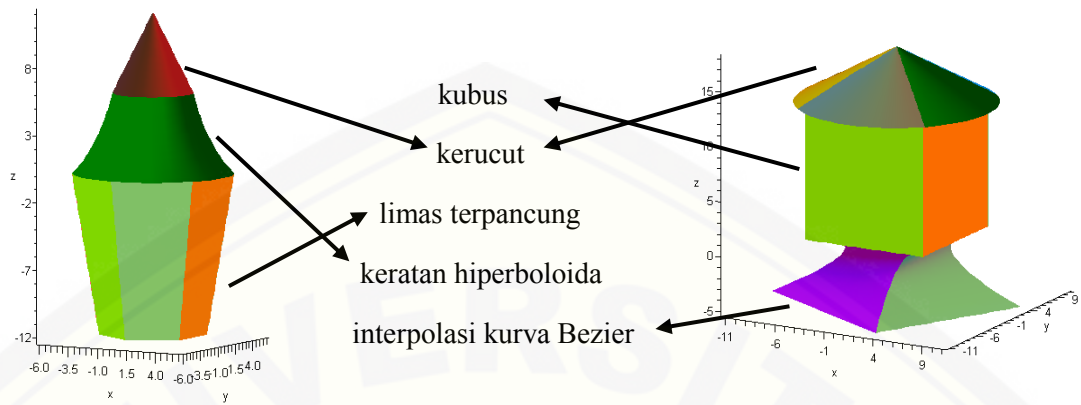 8
3
z
-2
-7
-12
-6.0 -3.5 -1.0 1.5 4.0
x
-6.0 -3.5 -1.0 1.5 4.0
y
kubus
kerucut
limas terpancung
keratan hiperboloida
interpolasi kurva Bezier
15
10
z
5
0
-5
-11 -6 -1 4 9
x
-11 -6 -1 4 9
y